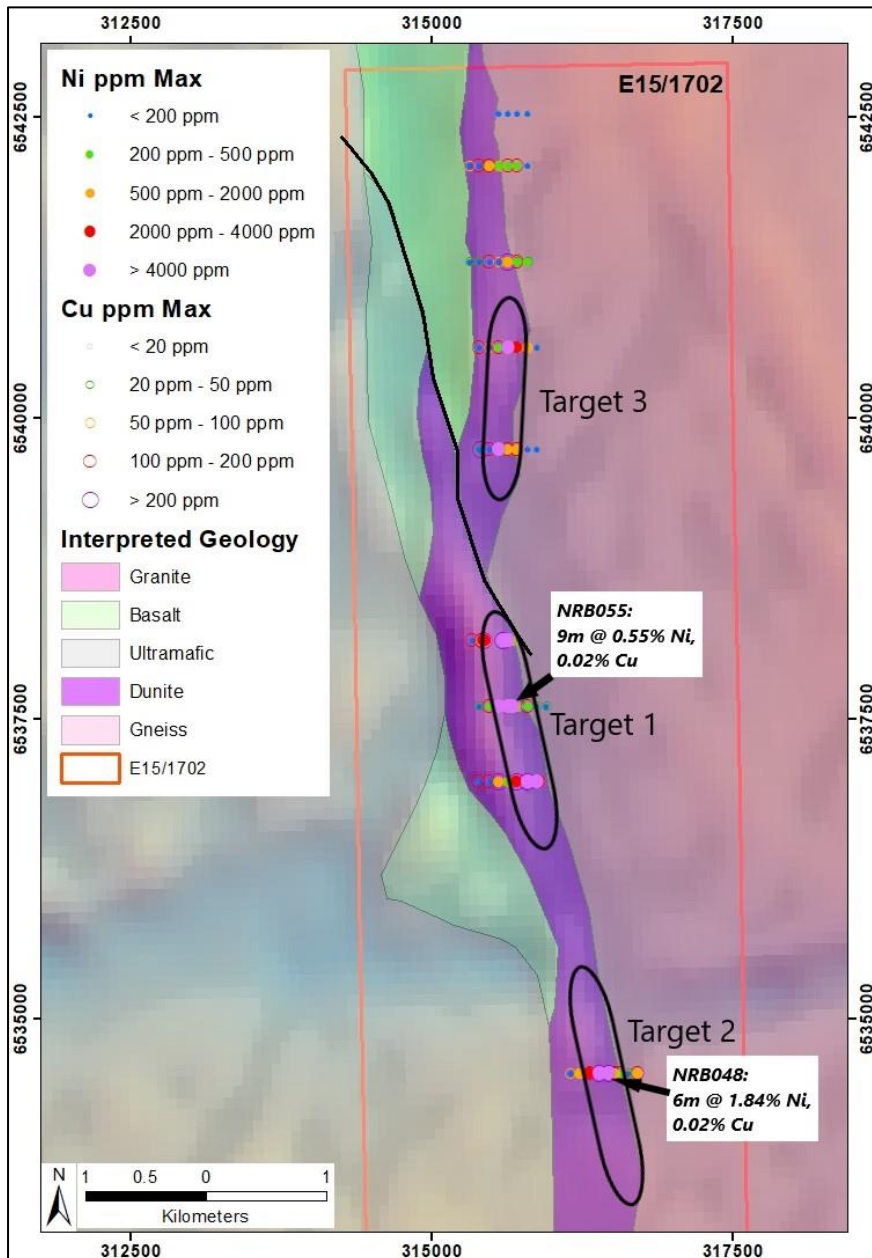 312500
315000
317500
Ni ppm Max
< 200 ppm
200 ppm - 500 ppm
500 ppm - 2000 ppm
2000 ppm - 4000 ppm
> 4000 ppm
Cu ppm Max
< 20 ppm
20 ppm - 50 ppm
50 ppm - 100 ppm
100 ppm - 200 ppm
> 200 ppm
Interpreted Geology
Granite
Basalt
Ultramafic
Dunite
Gneiss
E15/1702
E15/1702
6542500
6542500
6540000
6540000
Target 3
NRB055:
9m @ 0.55% Ni,
0.02% Cu
6537500
6537500
Target 1
6535000
6535000
Target 2
NRB048:
6m @ 1.84% Ni,
0.02% Cu
N
1 0.5 0 1
Kilometers
312500
315000
317500